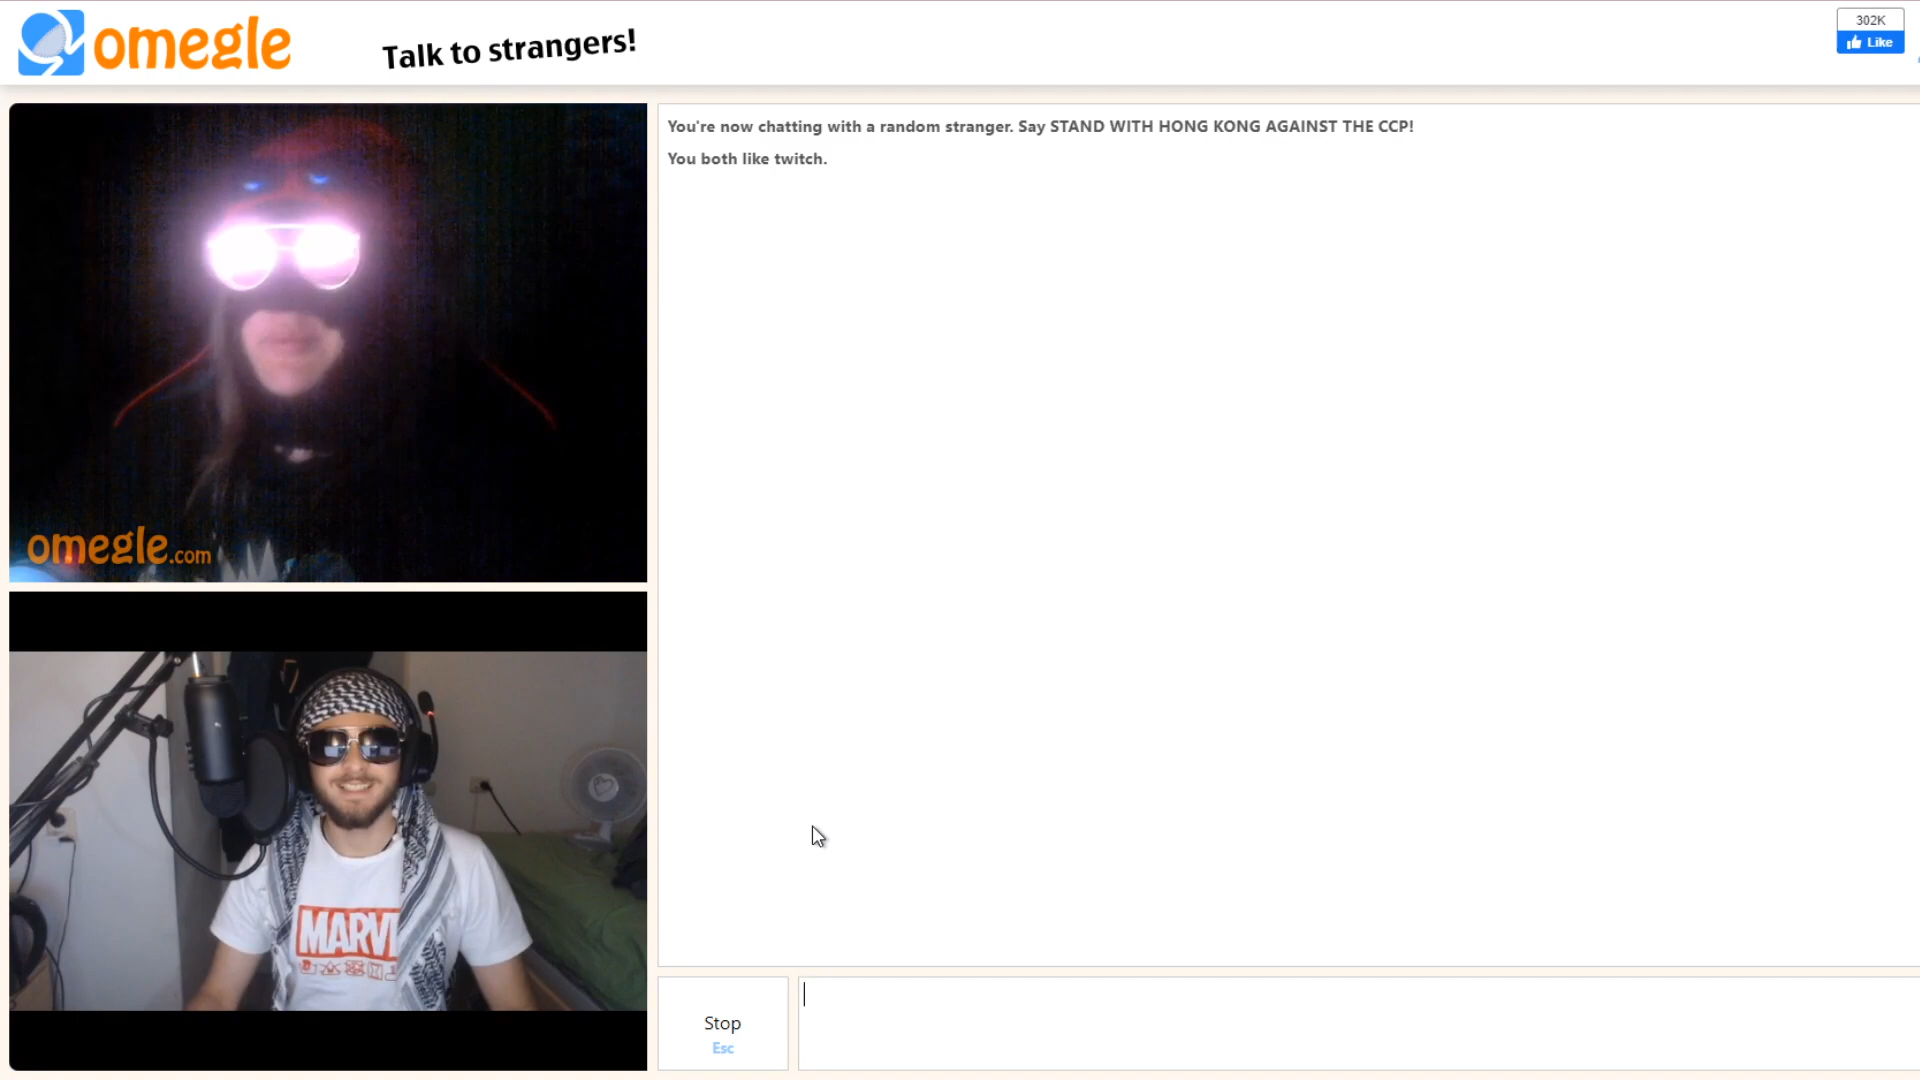 omegle
Talk to strangers!
302K
Like
You're now chatting with a random stranger. Say STAND WITH HONG KONG AGAINST THE CCP!
You both like twitch.
omegle.com
MARV
Stop
Esc